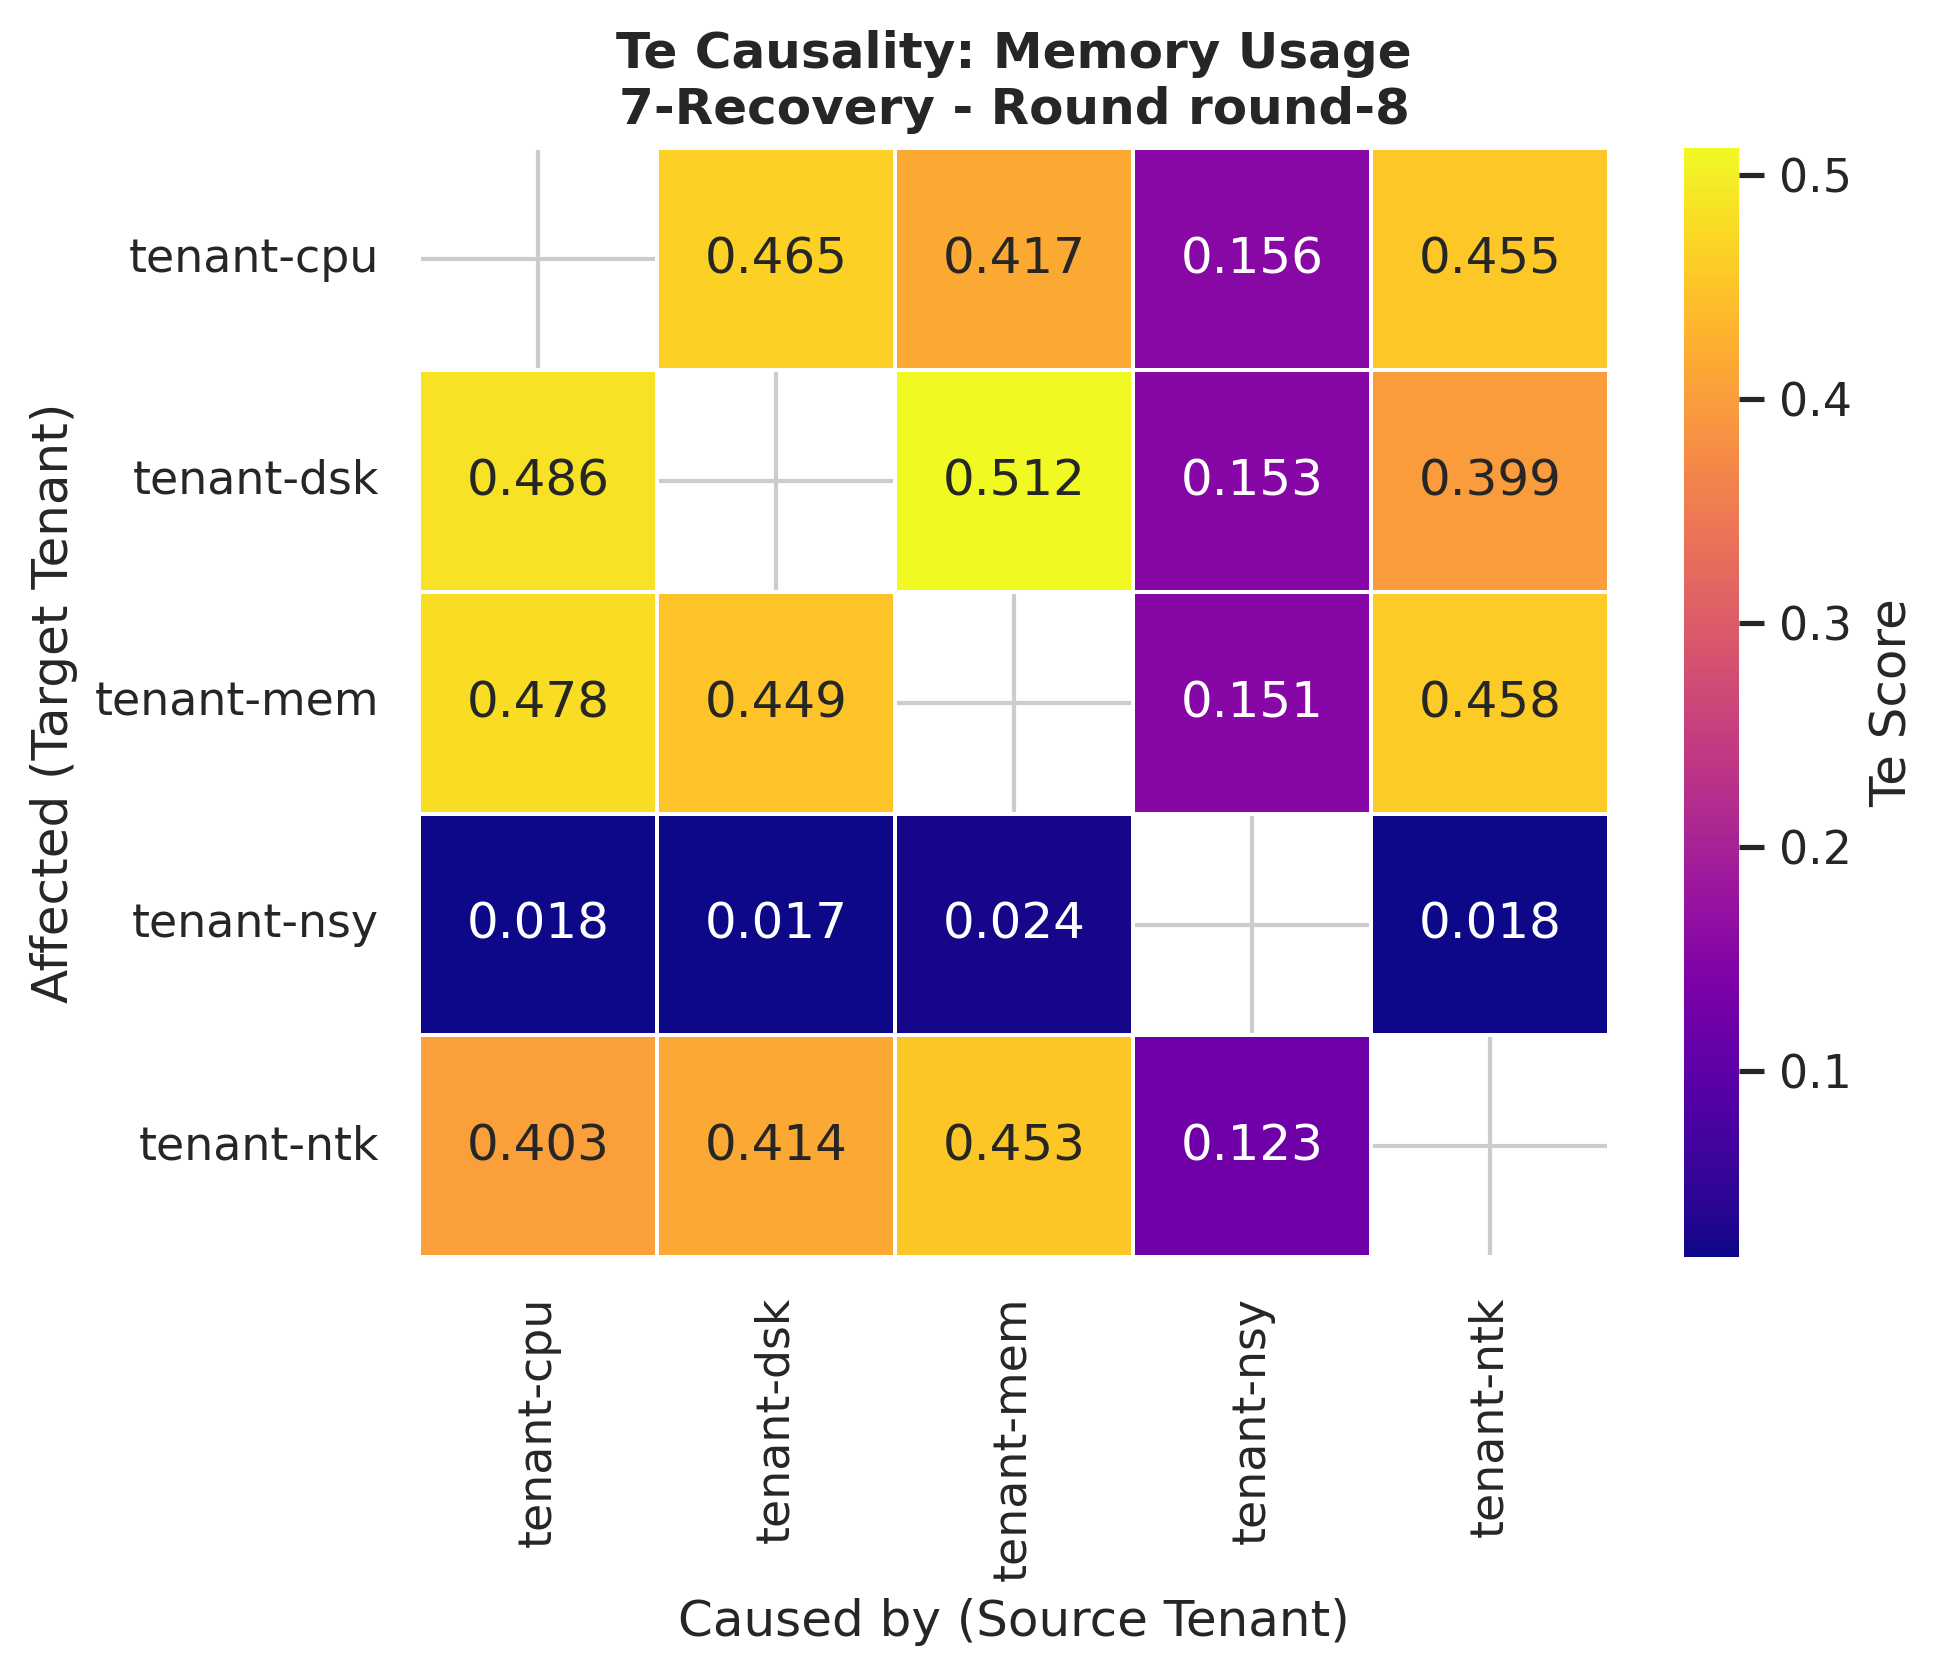 Te Causality: Memory Usage
7-Recovery - Round round-8
Affected (Target Tenant)
tenant-cpu 0.465 0.417 0.156 0.455
tenant-dsk 0.486 0.512 0.153 0.399
tenant-mem 0.478 0.449 0.151 0.458
tenant-nsy 0.018 0.017 0.024 0.018
tenant-ntk 0.403 0.414 0.453 0.123
tenant-cpu tenant-dsk tenant-mem tenant-nsy tenant-ntk
Caused by (Source Tenant)
0.5
0.4
0.3
0.2
0.1
Te Score